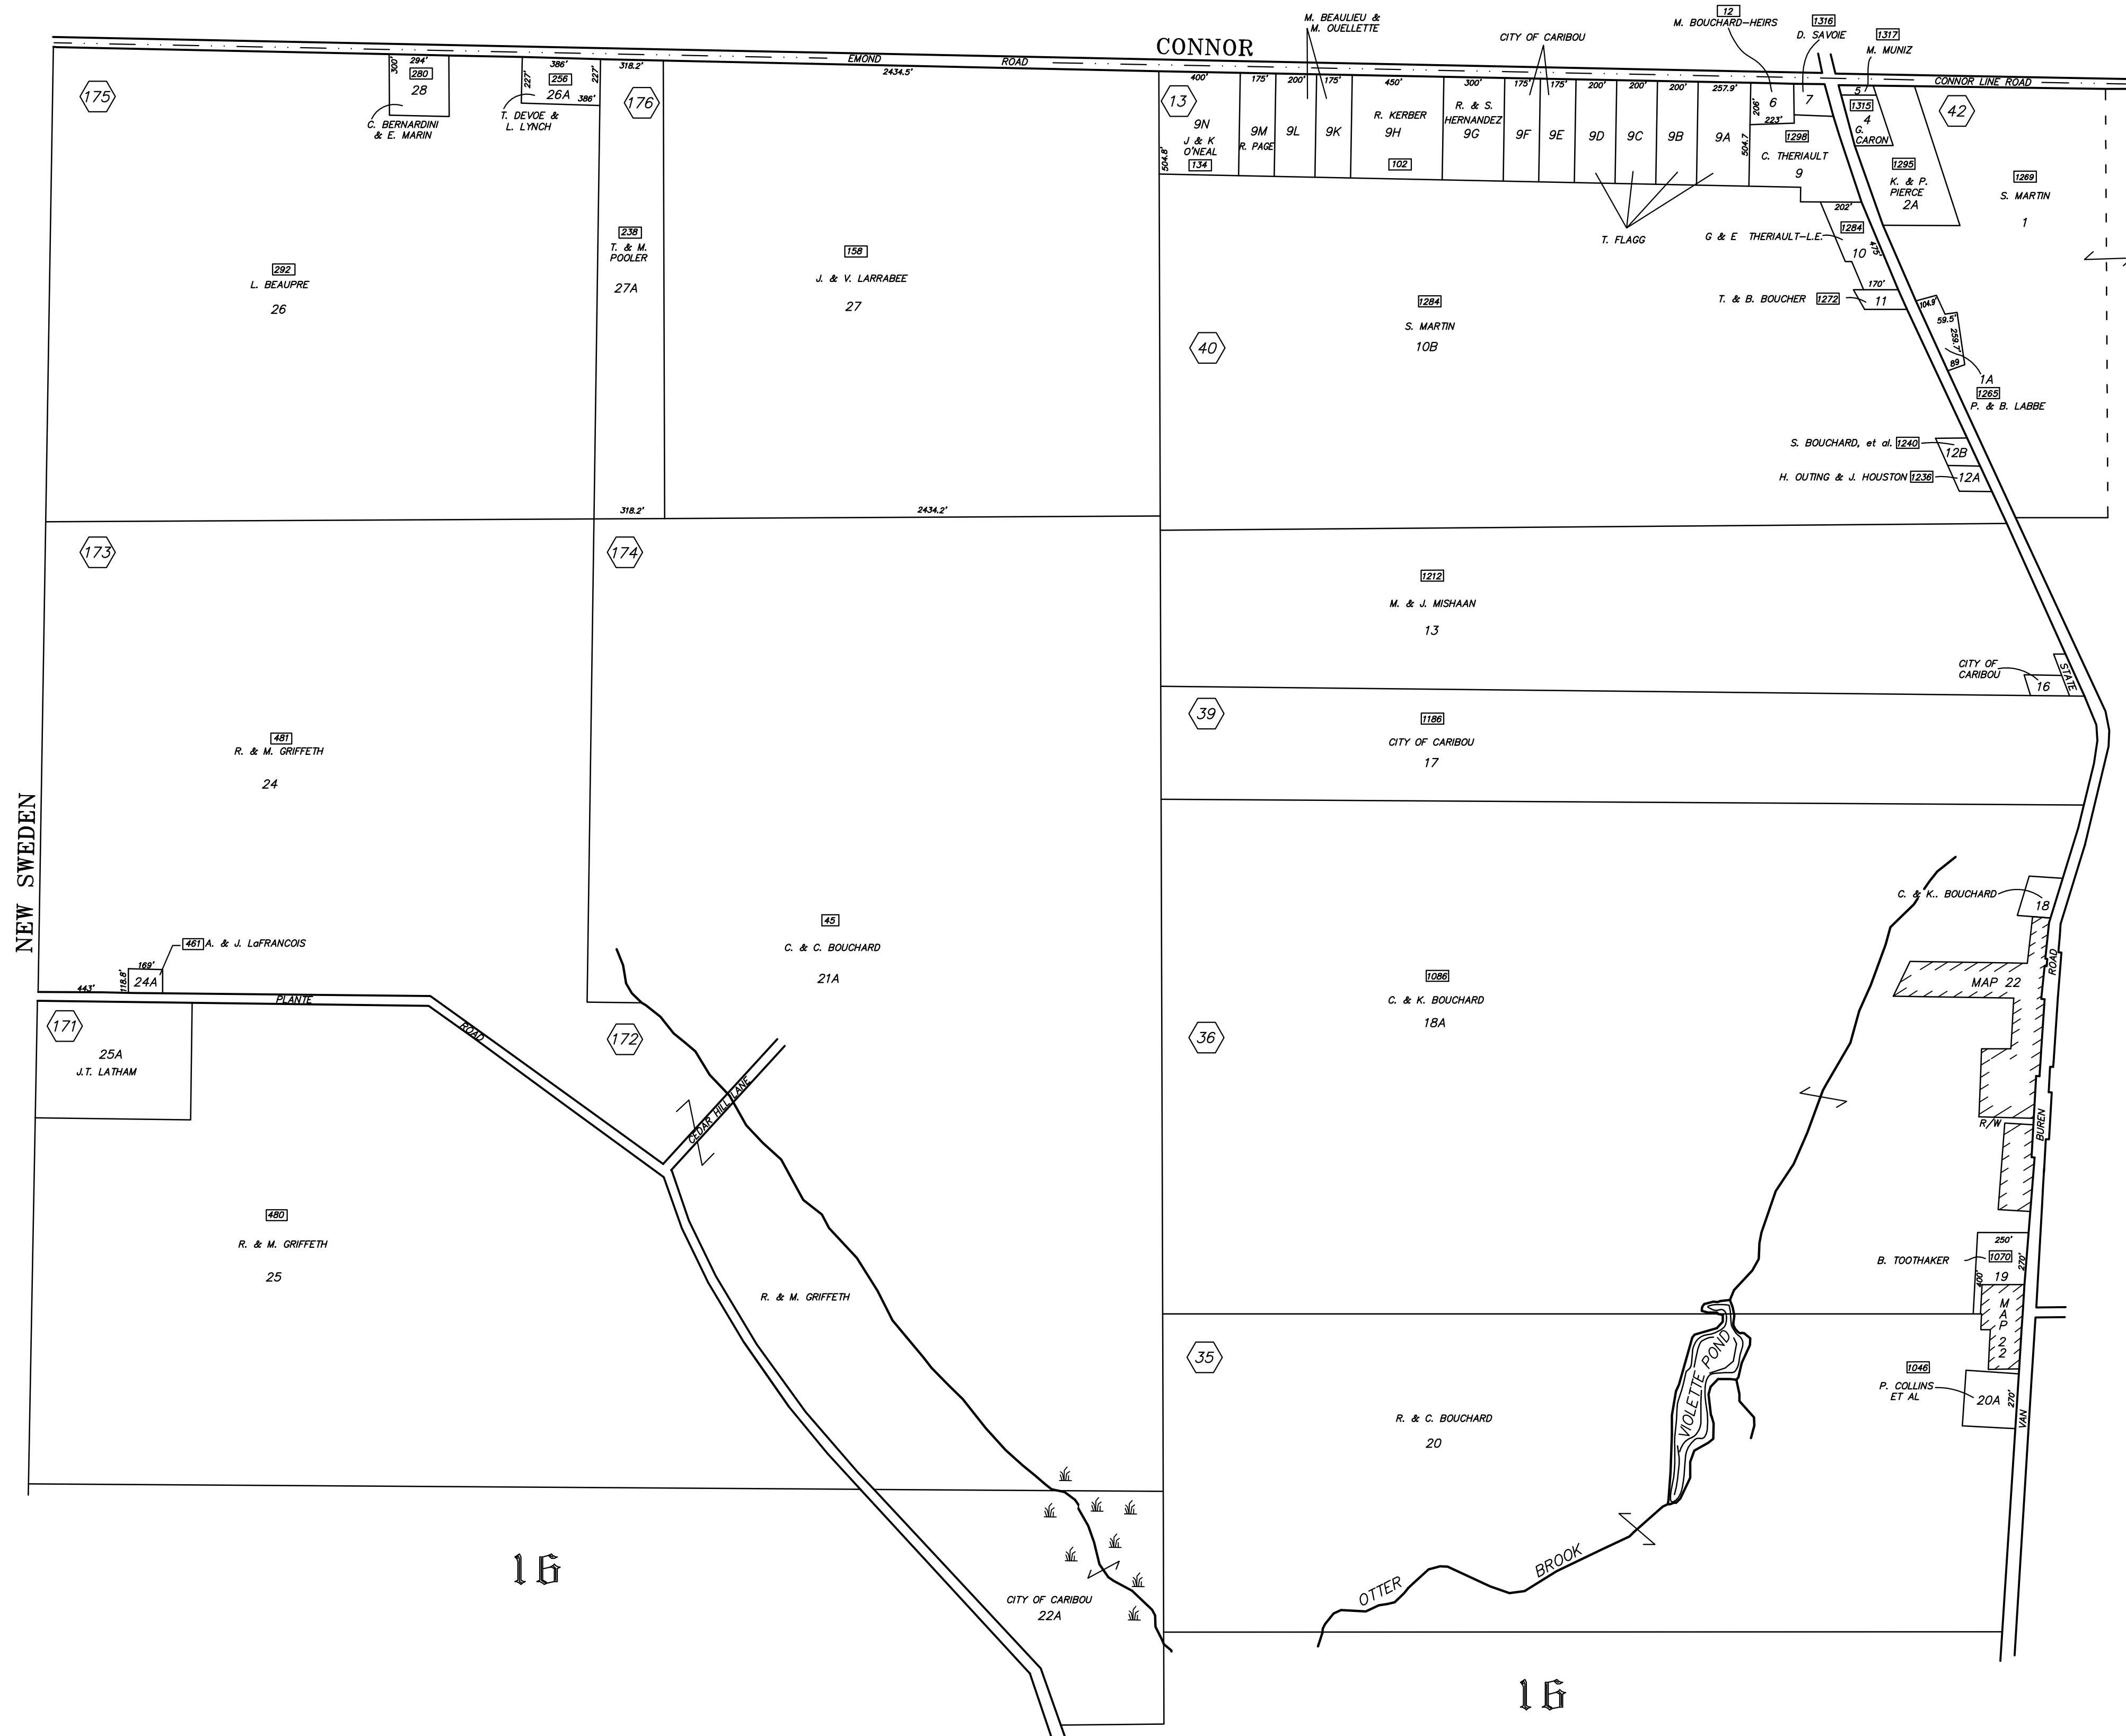 CONNOR
EMOND ROAD
CONNOR LINE ROAD
M. BEAULIEU &
M. OUELLETTE
CITY OF CARIBOU
12
M. BOUCHARD-HEIRS
1316
D. SAVOIE
1317
M. MUNIZ
175
300'
294'
280
28
C. BERNARDINI
& E. MARIN
227'
386'
256
26A
386'
227'
T. DEVOE &
L. LYNCH
318.2'
176
2434.5'
13
400'
9N
J & K
O'NEAL
134
504.8'
175'
9M
R. PAGE
200'
9L
175'
9K
450'
R. KERBER
9H
102
300'
R. & S.
HERNANDEZ
9G
175'
9F
175'
9E
200'
9D
200'
9C
200'
9B
257.9'
9A
504.7
T. FLAGG
206'
6
223'
7
1298
C. THERIAULT
9
5
1315
4
G.
CARON
42
1295
K. & P.
PIERCE
2A
1269
S. MARTIN
1
202'
1284
G & E THERIAULT-L.E.
10
475'
170'
T. & B. BOUCHER 1272
11
104.9'
59.5'
259.7'
89
1A
1265
P. & B. LABBE
292
L. BEAUPRE
26
238
T. & M.
POOLER
27A
158
J. & V. LARRABEE
27
1284
S. MARTIN
10B
40
S. BOUCHARD, et al. 1240
12B
H. OUTING & J. HOUSTON 1236
12A
318.2'
2434.2'
173
174
1212
M. & J. MISHAAN
13
CITY OF
CARIBOU
16
STATE
39
1186
CITY OF CARIBOU
17
481
R. & M. GRIFFETH
24
NEW SWEDEN
45
C. & C. BOUCHARD
21A
C. & K.. BOUCHARD
18
461 A. & J. LaFRANCOIS
169'
118.8'
24A
443'
PLANTE
ROAD
171
25A
J.T. LATHAM
172
CEDAR HILL LANE
36
1086
C. & K. BOUCHARD
18A
MAP 22
ROAD
R/W
BUREN
480
R. & M. GRIFFETH
25
R. & M. GRIFFETH
250'
B. TOOTHAKER
1070
19
270'
400'
M
A
P
2
2
35
VIOLETTE POND
R. & C. BOUCHARD
20
1046
P. COLLINS
ET AL
20A
270'
VAN
OTTER
BROOK
16
CITY OF CARIBOU
22A
16